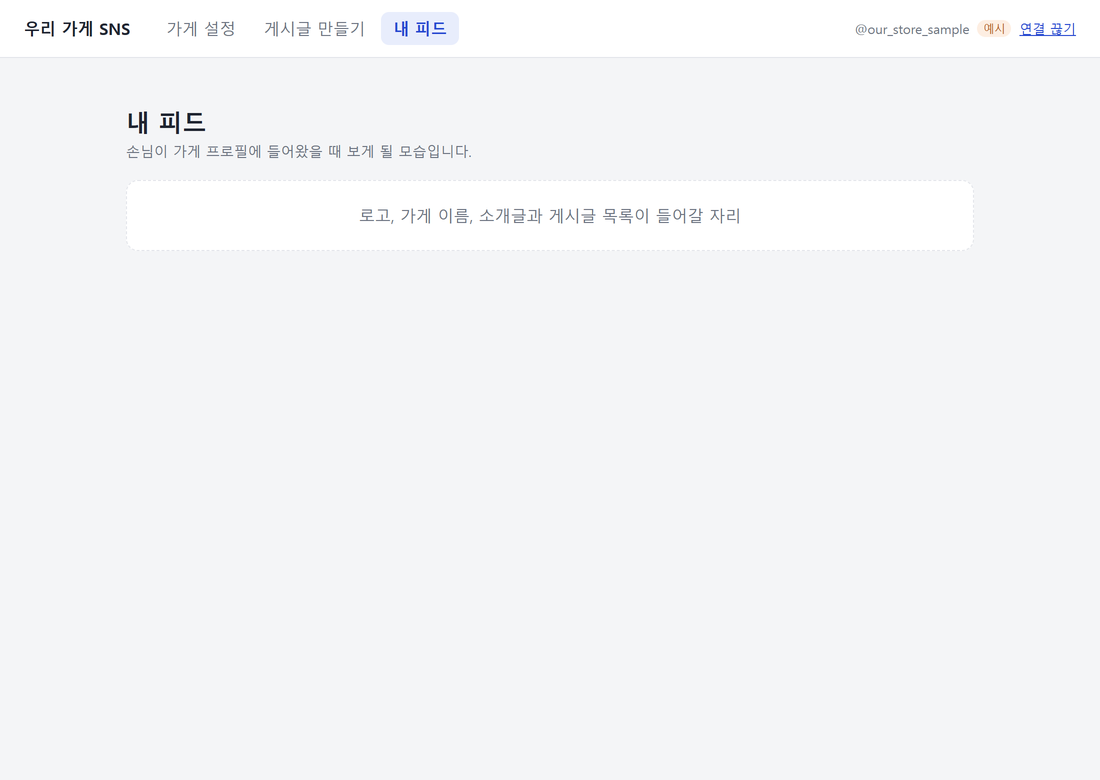 우리 가게 SNS 가게 설정 게시글 만들기 내 피드 @our_store_sample 예시 연결 끊기
내 피드
손님이 가게 프로필에 들어왔을 때 보게 될 모습입니다.
로고, 가게 이름, 소개글과 게시글 목록이 들어갈 자리